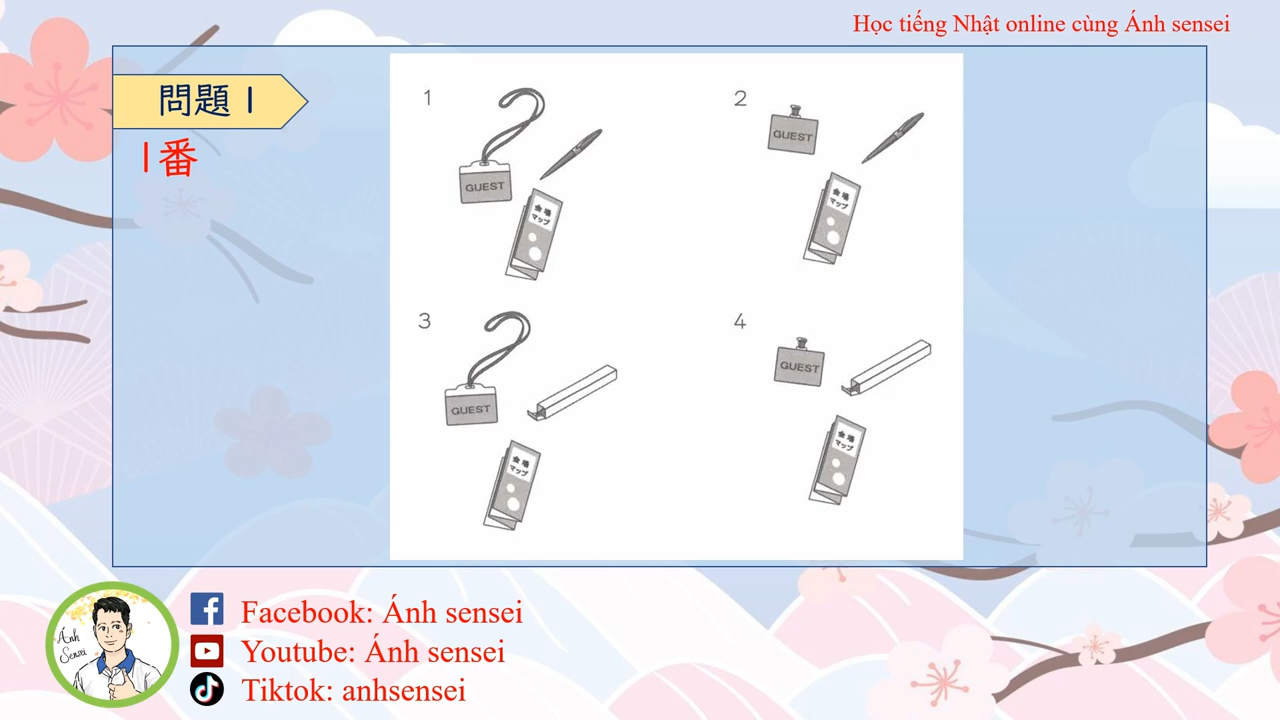 Học tiếng Nhật online cùng Ánh sensei
問題 1
1番
1
GUEST
会場
マップ
2
GUEST
会場
マップ
3
GUEST
会場
マップ
4
GUEST
会場
マップ
Ánh
Sensei
Facebook: Ánh sensei
Youtube: Ánh sensei
Tiktok: anhsensei